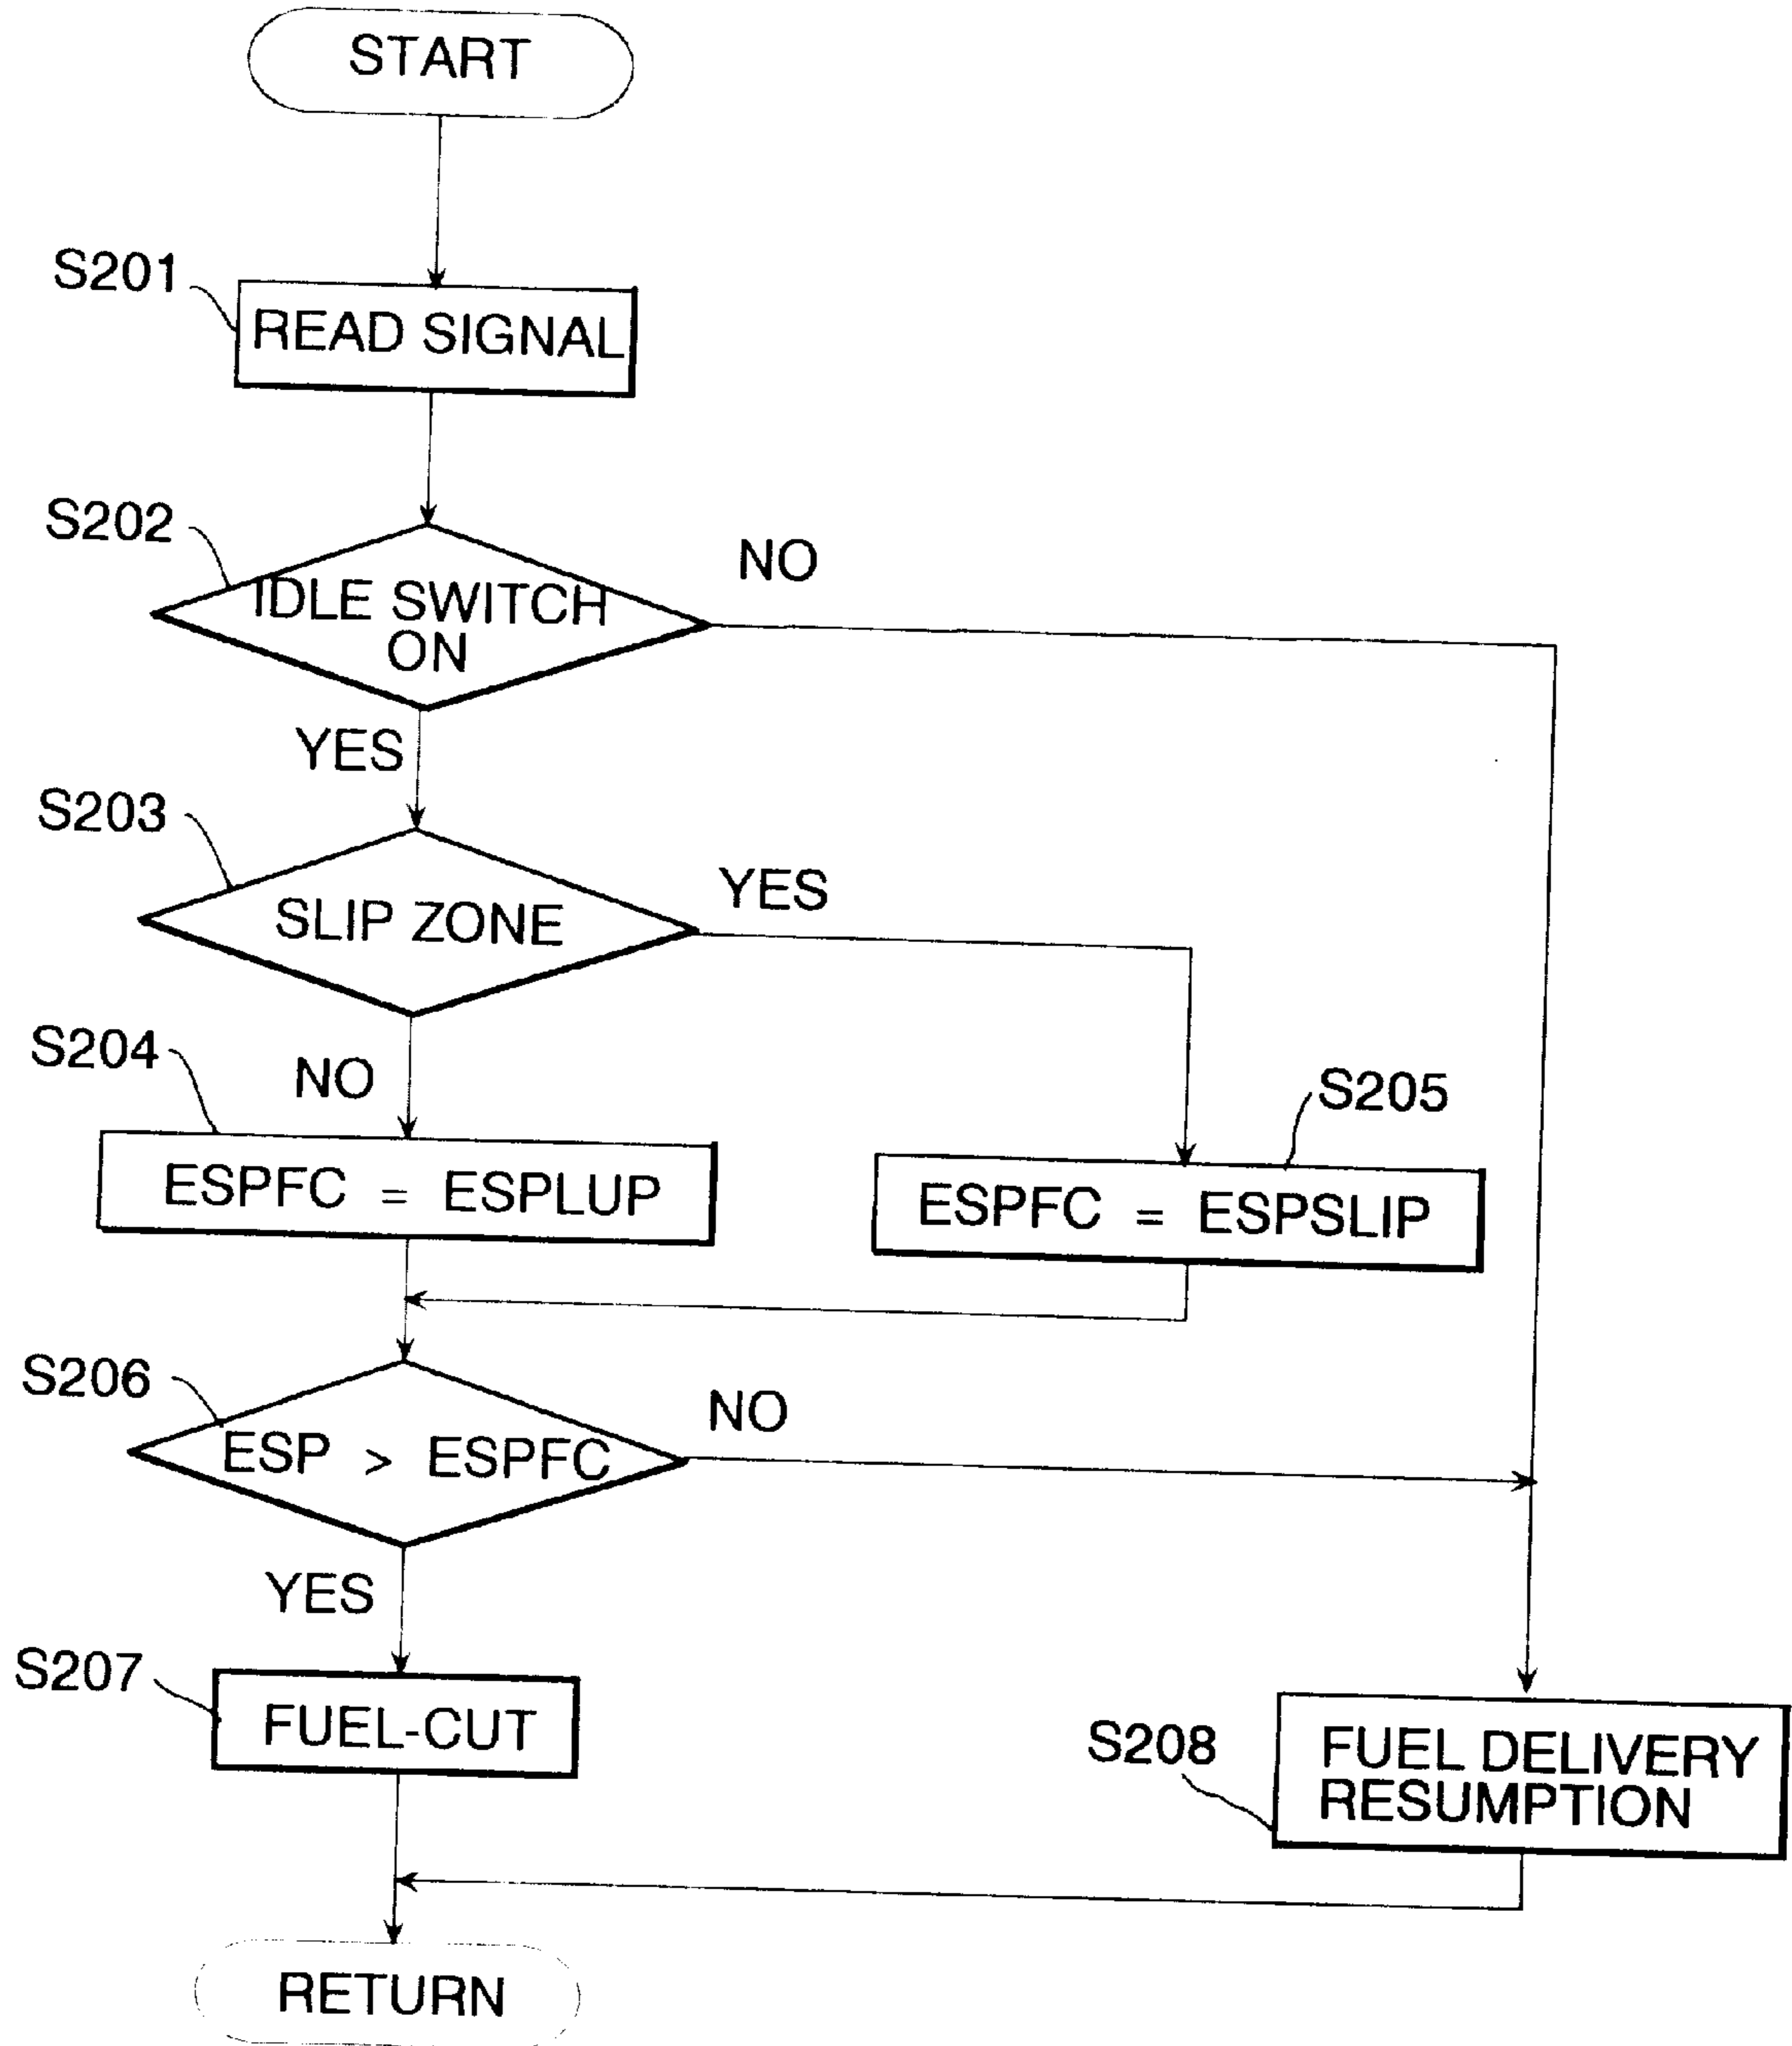 START
S201
READ SIGNAL
S202
NO
IDLE SWITCH
ON
YES
S203
YES
SLIP ZONE
S204
NO
S205
ESPFC = ESPLUP
ESPFC = ESPSLIP
S206
NO
ESP > ESPFC
YES
S207
FUEL-CUT
S208
FUEL DELIVERY
RESUMPTION
RETURN